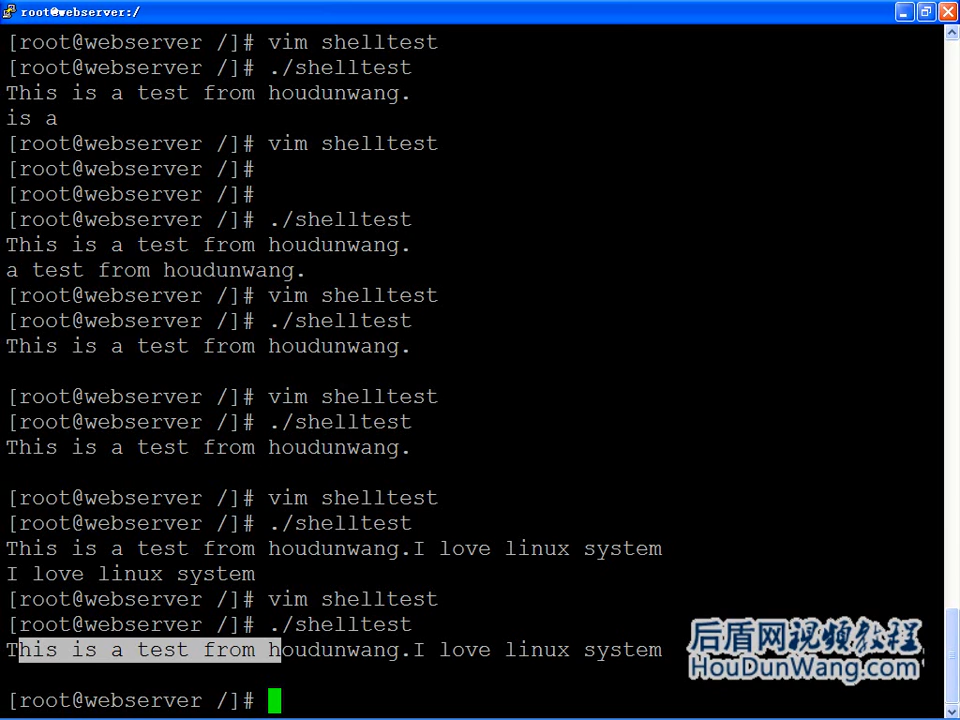 root@webserver:/
[root@webserver /]# vim shelltest
[root@webserver /]# ./shelltest
This is a test from houdunwang.
is a
[root@webserver /]# vim shelltest
[root@webserver /]#
[root@webserver /]#
[root@webserver /]# ./shelltest
This is a test from houdunwang.
a test from houdunwang.
[root@webserver /]# vim shelltest
[root@webserver /]# ./shelltest
This is a test from houdunwang.
[root@webserver /]# vim shelltest
[root@webserver /]# ./shelltest
This is a test from houdunwang.
[root@webserver /]# vim shelltest
[root@webserver /]# ./shelltest
This is a test from houdunwang.I love linux system
I love linux system
[root@webserver /]# vim shelltest
[root@webserver /]# ./shelltest
This is a test from houdunwang.I love linux system
[root@webserver /]#
后盾网视频教程
HouDunWang.com